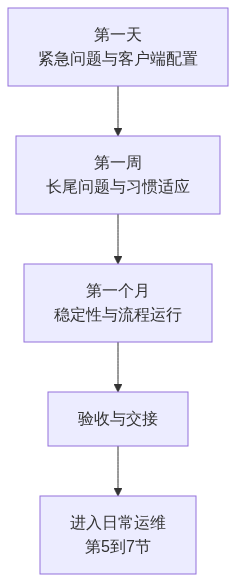 第一天
紧急问题与客户端配置
第一周
长尾问题与习惯适应
第一个月
稳定性与流程运行
验收与交接
进入日常运维
第5到7节